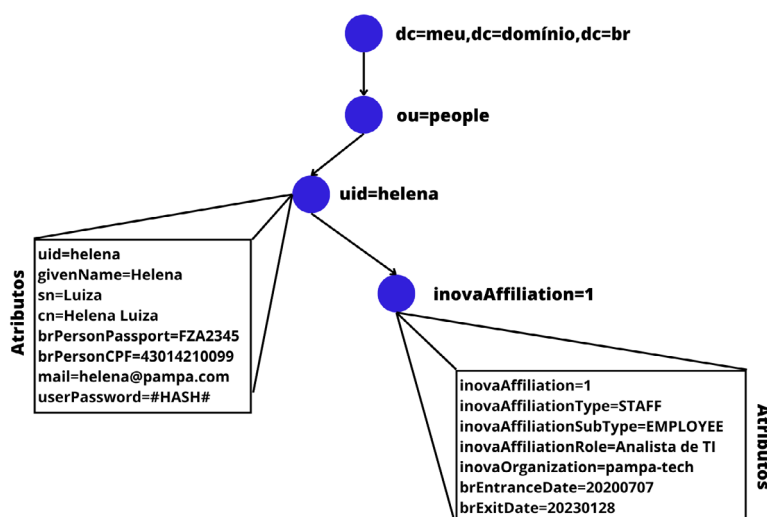 dc=meu,dc=domínio,dc=br
ou=people
uid=helena
Atributos
uid=helena
givenName=Helena
sn=Luiza
cn=Helena Luiza
brPersonPassport=FZA2345
brPersonCPF=43014210099
mail=helena@pampa.com
userPassword=#HASH#
inovaAffiliation=1
inovaAffiliation=1
inovaAffiliationType=STAFF
inovaAffiliationSubType=EMPLOYEE
inovaAffiliationRole=Analista de TI
inovaOrganization=pampa-tech
brEntranceDate=20200707
brExitDate=20230128
Atributos